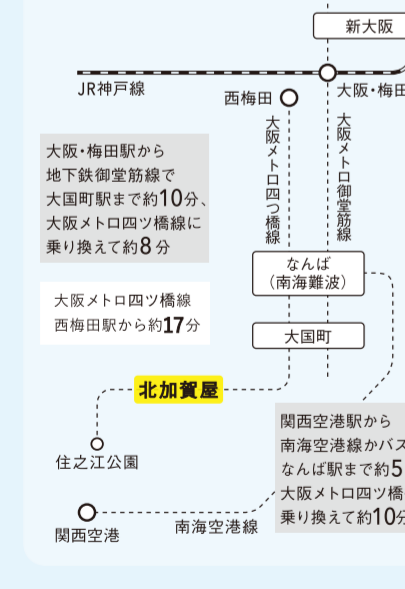 新大阪
JR神戸線
大阪・梅田
西梅田
大阪メトロ四つ橋線
大阪メトロ御堂筋線
大阪・梅田駅から
地下鉄御堂筋線で
大国町駅まで約10分、
大阪メトロ四ツ橋線に
乗り換えて約8分
なんば
（南海難波）
大阪メトロ四ツ橋線
西梅田駅から約17分
大国町
北加賀屋
住之江公園
関西空港駅から
南海空港線かバス
なんば駅まで約5
大阪メトロ四ツ橋
乗り換えて約10分
関西空港
南海空港線